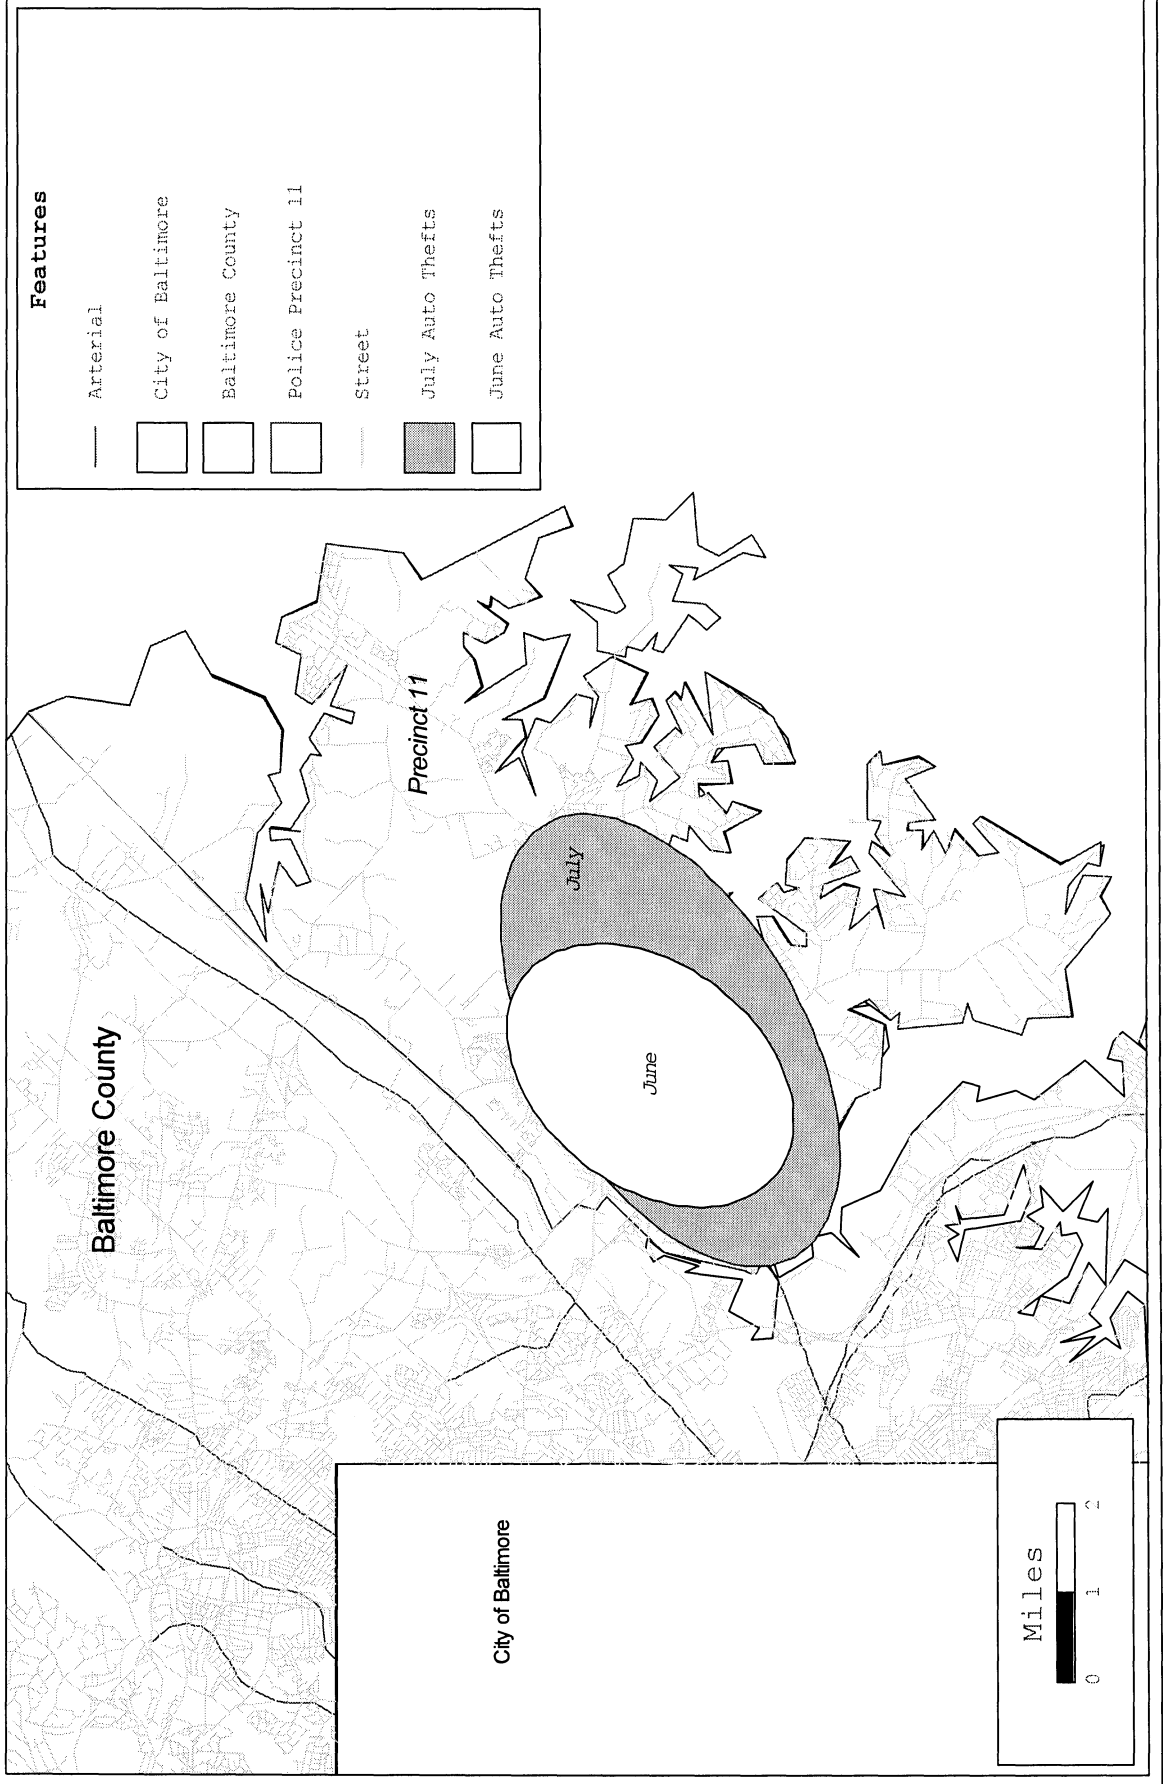 Features
Arterial
City of Baltimore
Baltimore County
Police Precinct 11
Street
July Auto Thefts
June Auto Thefts
Baltimore County
Precinct 11
July
June
City of Baltimore
Miles
0 1 2